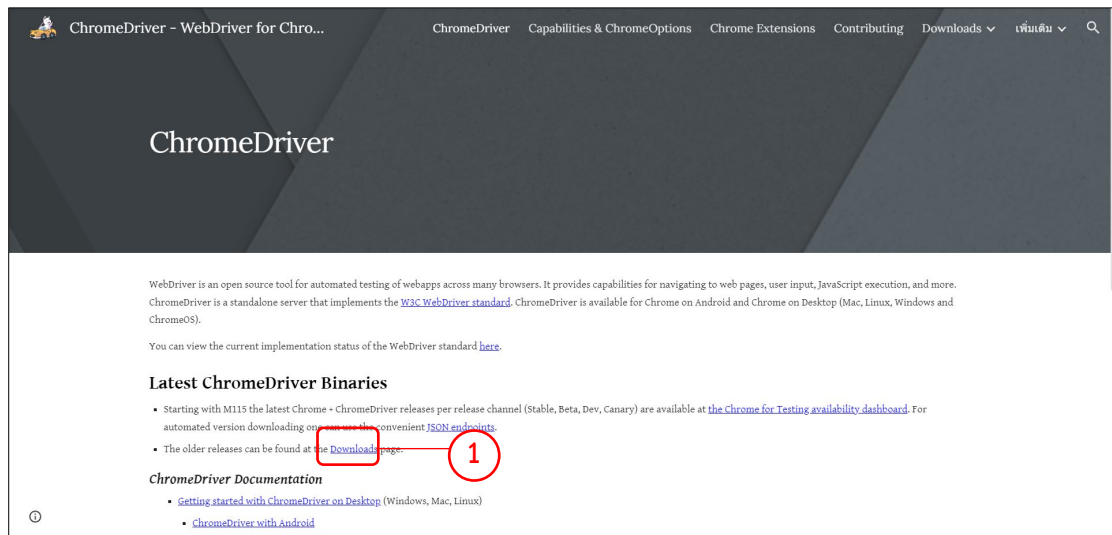 ChromeDriver - WebDriver for Chro...
ChromeDriver Capabilities & ChromeOptions Chrome Extensions Contributing Downloads เพิ่มเติม
ChromeDriver
WebDriver is an open source tool for automated testing of webapps across many browsers. It provides capabilities for navigating to web pages, user input, JavaScript execution, and more.
ChromeDriver is a standalone server that implements the W3C WebDriver standard. ChromeDriver is available for Chrome on Android and Chrome on Desktop (Mac, Linux, Windows and
ChromeOS).
You can view the current implementation status of the WebDriver standard here.
Latest ChromeDriver Binaries
▪ Starting with M115 the latest Chrome + ChromeDriver releases per release channel (Stable, Beta, Dev, Canary) are available at the Chrome for Testing availability dashboard. For
automated version downloading one can use the convenient JSON endpoints.
▪ The older releases can be found at the Downloads page.
1
ChromeDriver Documentation
▪ Getting started with ChromeDriver on Desktop (Windows, Mac, Linux)
▪ ChromeDriver with Android